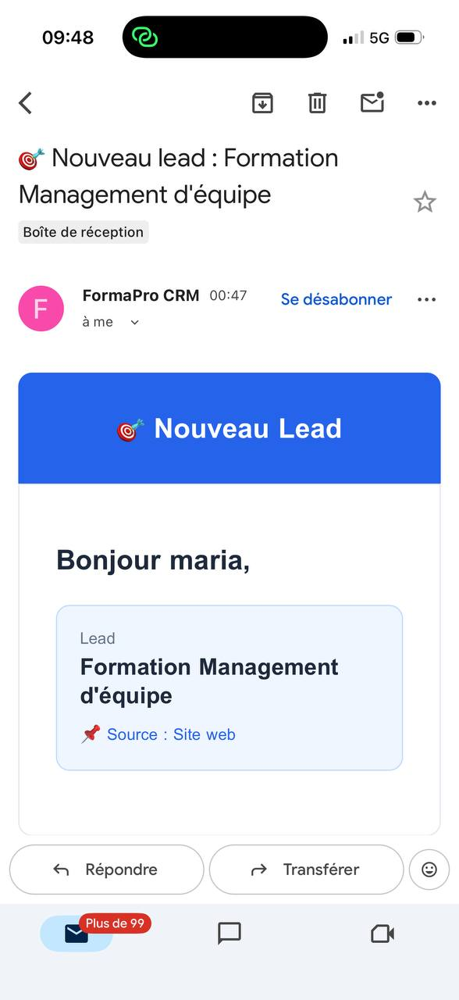 09:48
5G
🎯 Nouveau lead : Formation
Management d'équipe
Boîte de réception
F
FormaPro CRM 00:47
Se désabonner
à me
🎯 Nouveau Lead
Bonjour maria,
Lead
Formation Management
d'équipe
📌 Source : Site web
Répondre
Transférer
Plus de 99